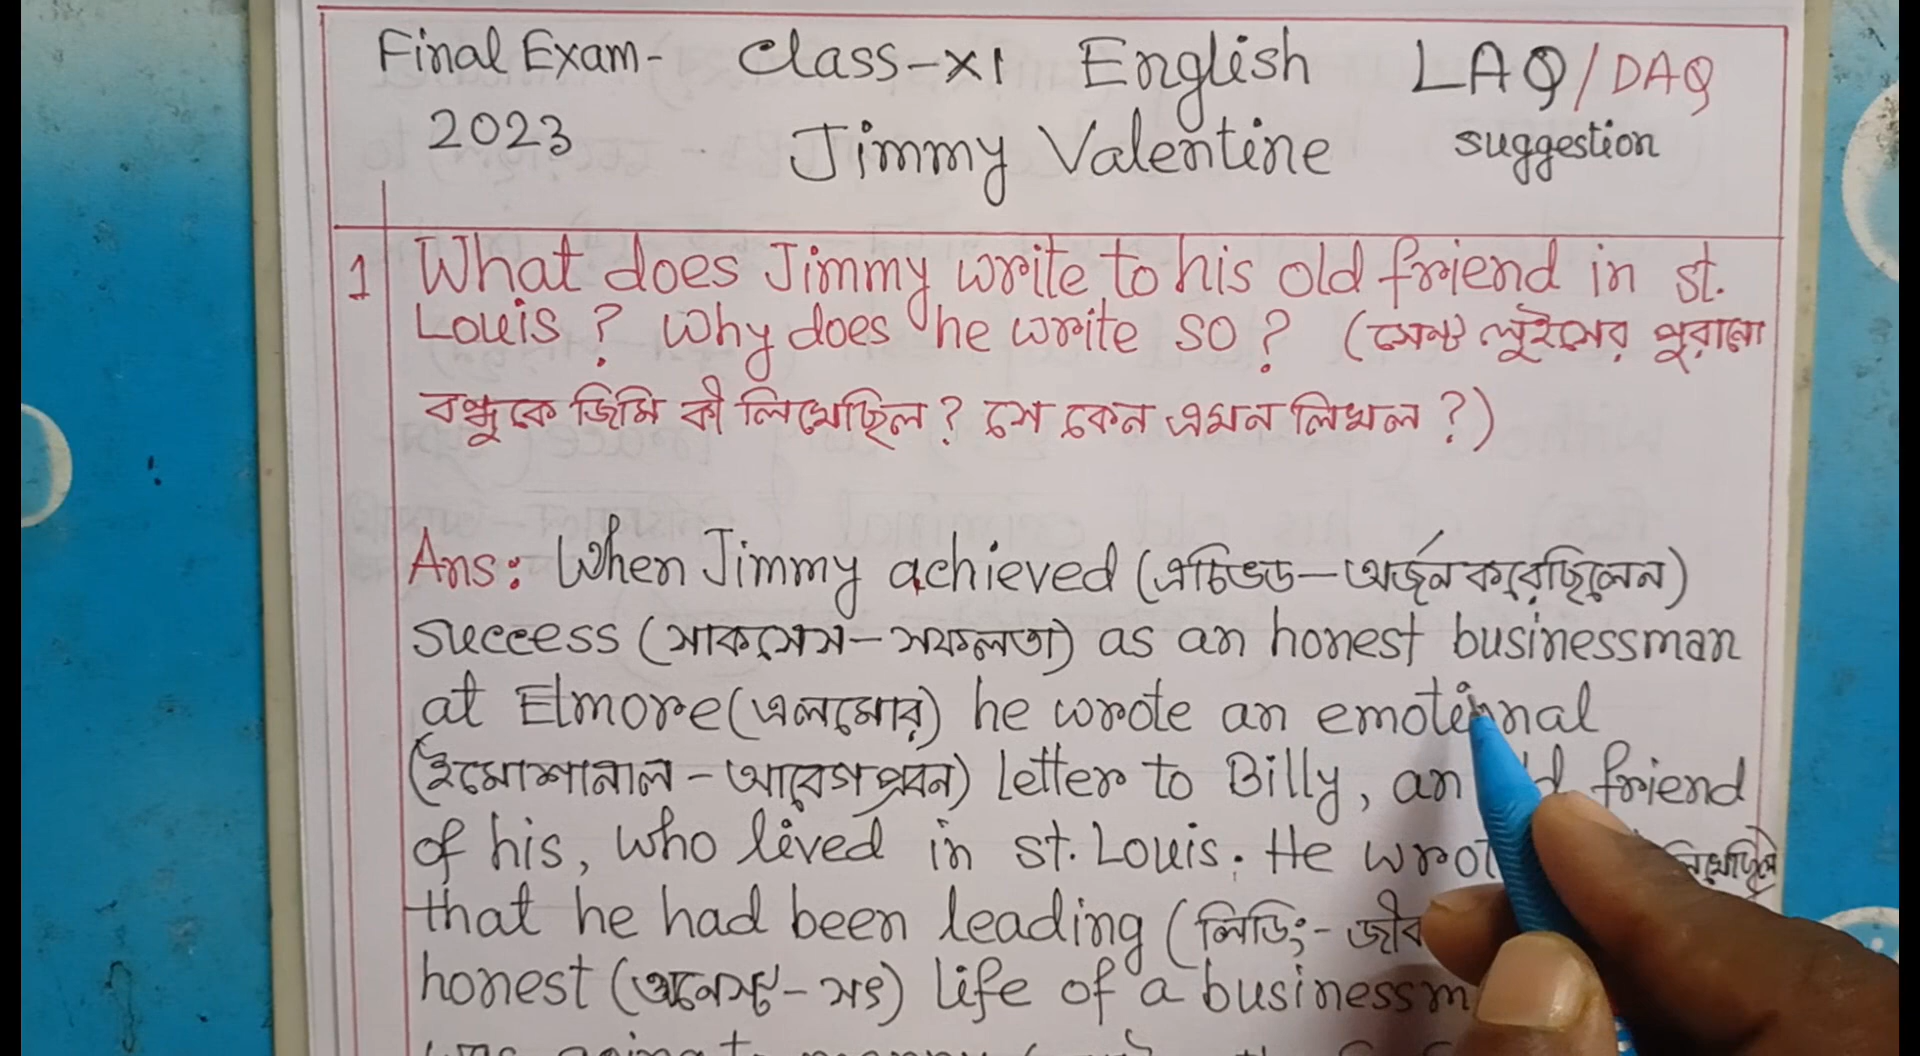 Final Exam- Class-XI English LAQ/DAQ
2023 Jimmy Valentine suggestion
1 What does Jimmy write to his old friend in st.
Louis? Why does he write so? (সেন্ট লুইসের পুরানো
বন্ধুকে জিমি কী লিখেছিল? সে কেন এমন লিখল?)
Ans: When Jimmy achieved (এচিভড-অর্জন করেছিলেন)
success (সাকসেস-সফলতা) as an honest businessman
at Elmore (এলমোর) he wrote an emotional
(ইমোশানাল-আবেগপ্রবন) letter to Billy, an friend
of his, who lived in st. Louis. He
that he had been leading (লিডিং-
honest (অনেস্ট-সৎ) life of a